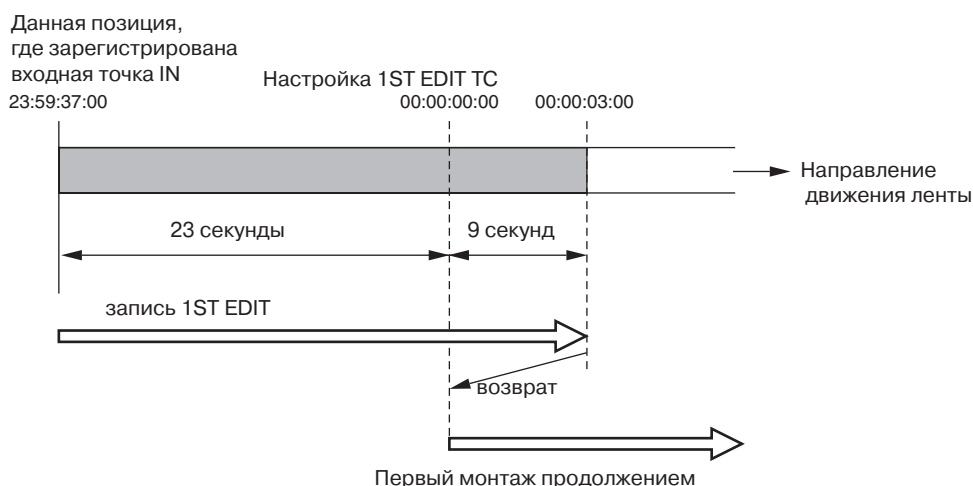 Данная позиция,
где зарегистрирована
входная точка IN
23:59:37:00
Настройка 1ST EDIT TC
00:00:00:00
00:00:03:00
Направление
движения ленты
23 секунды
9 секунд
запись 1ST EDIT
возврат
Первый монтаж продолжением